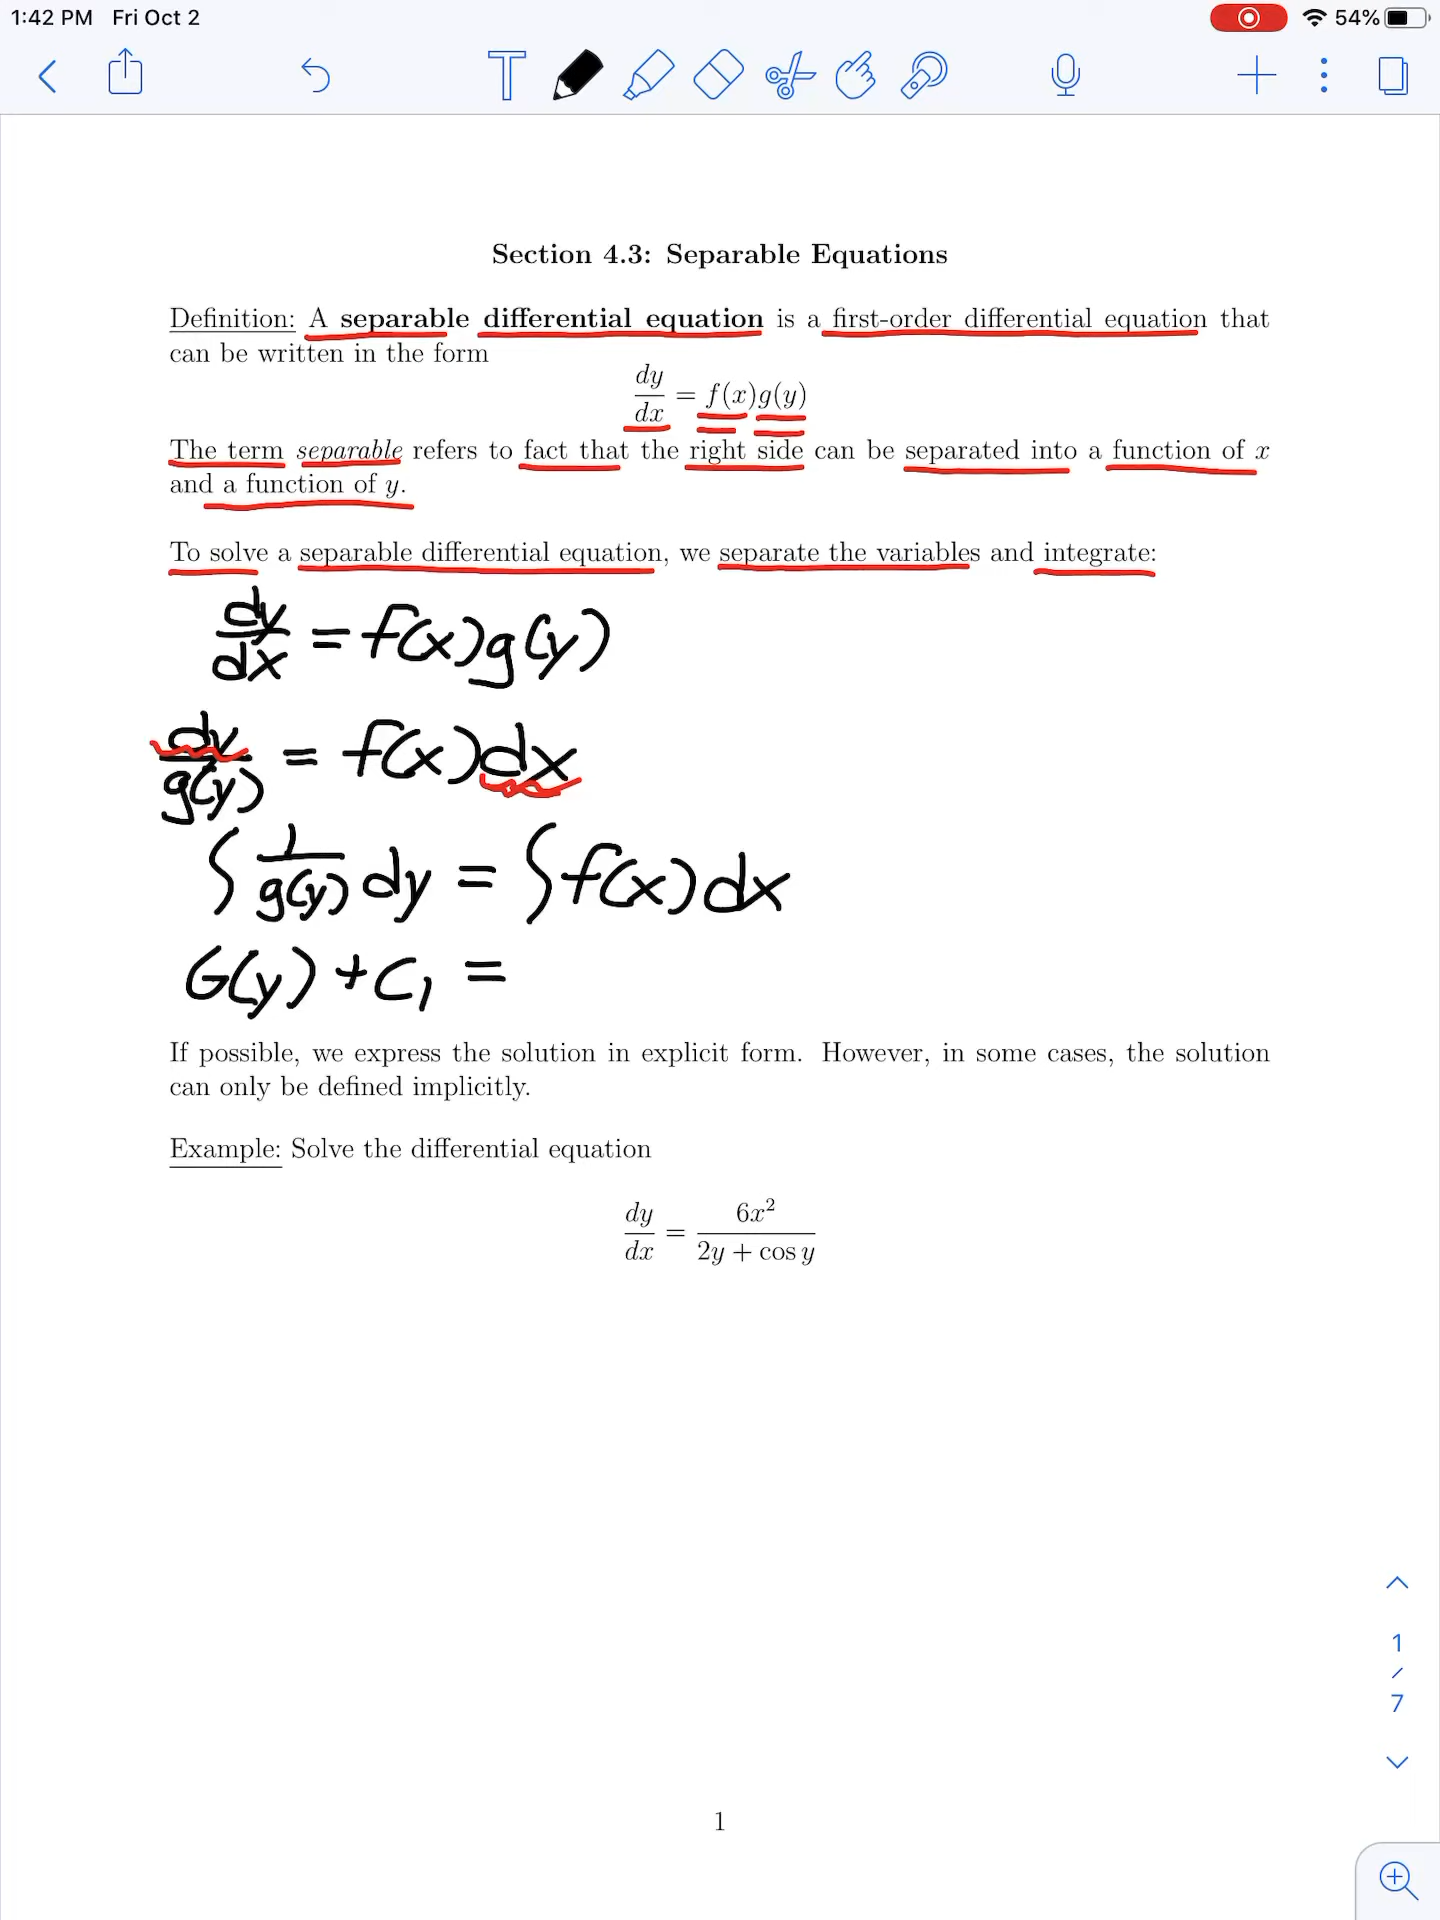 1:42 PM Fri Oct 2 54%
Section 4.3: Separable Equations
Definition: A separable differential equation is a first-order differential equation that
can be written in the form
dy/dx = f(x)g(y)
The term separable refers to fact that the right side can be separated into a function of x
and a function of y.
To solve a separable differential equation, we separate the variables and integrate:
dy/dx = f(x)g(y)
dy/g(y) = f(x)dx
∫ 1/g(y) dy = ∫ f(x)dx
G(y) + C₁ =
If possible, we express the solution in explicit form. However, in some cases, the solution
can only be defined implicitly.
Example: Solve the differential equation
dy/dx = 6x²/(2y + cos y)
1
/
7
1